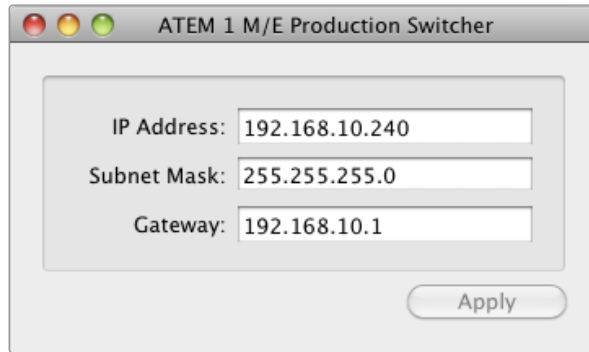 ATEM 1 M/E Production Switcher
IP Address: 192.168.10.240
Subnet Mask: 255.255.255.0
Gateway: 192.168.10.1
Apply